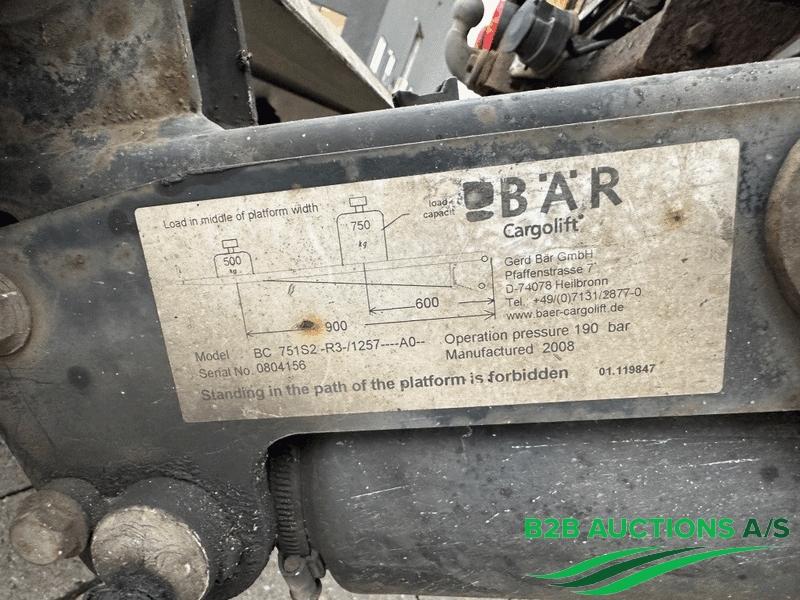 Load in middle of platform width
load
capacit
BÄR
Cargolift
750
kg
500
kg
600
900
Gerd Bär GmbH
Pfaffenstrasse 7
D-74078 Heilbronn
Tel. +49/(0)7131/2877-0
www.baer-cargolift.de
Model BC 751S2-R3-/1257----A0--
Serial No. 0804156
Operation pressure 190 bar
Manufactured 2008
Standing in the path of the platform is forbidden
01.119847
B2B AUCTIONS A/S